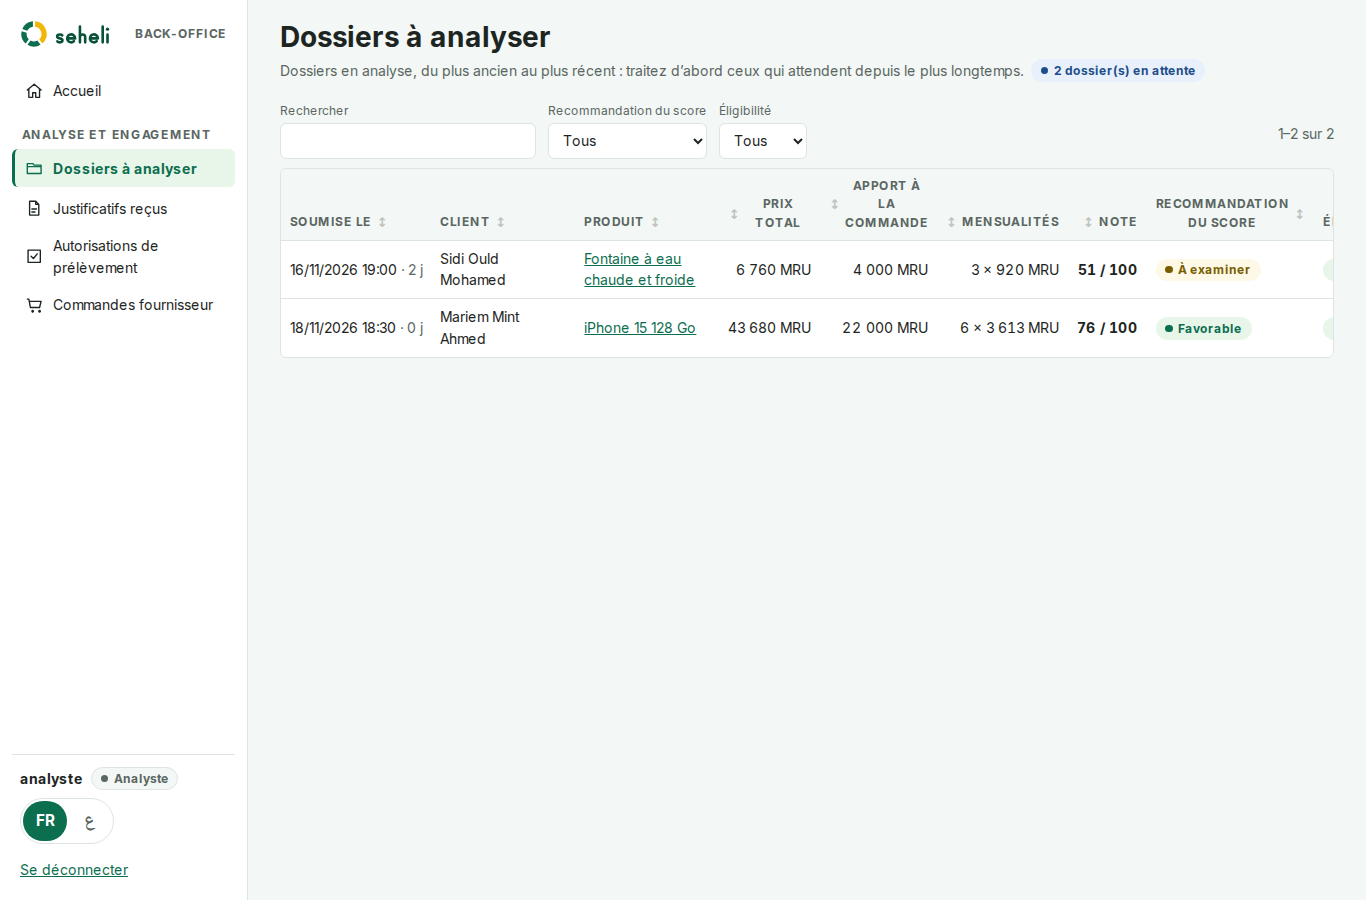 seheli BACK-OFFICE
Accueil
ANALYSE ET ENGAGEMENT
Dossiers à analyser
Justificatifs reçus
Autorisations de
prélèvement
Commandes fournisseur
analyste Analyste
FR ع
Se déconnecter
Dossiers à analyser
Dossiers en analyse, du plus ancien au plus récent : traitez d’abord ceux qui attendent depuis le plus longtemps. 2 dossier(s) en attente
Rechercher Recommandation du score Éligibilité
Tous Tous
1–2 sur 2
SOUMISE LE ↕ CLIENT ↕ PRODUIT ↕ ↕ PRIX TOTAL ↕ APPORT À LA COMMANDE ↕ MENSUALITÉS ↕ NOTE RECOMMANDATION DU SCORE ↕
16/11/2026 19:00 · 2 j Sidi Ould Mohamed Fontaine à eau chaude et froide 6 760 MRU 4 000 MRU 3 × 920 MRU 51 / 100 À examiner
18/11/2026 18:30 · 0 j Mariem Mint Ahmed iPhone 15 128 Go 43 680 MRU 22 000 MRU 6 × 3 613 MRU 76 / 100 Favorable